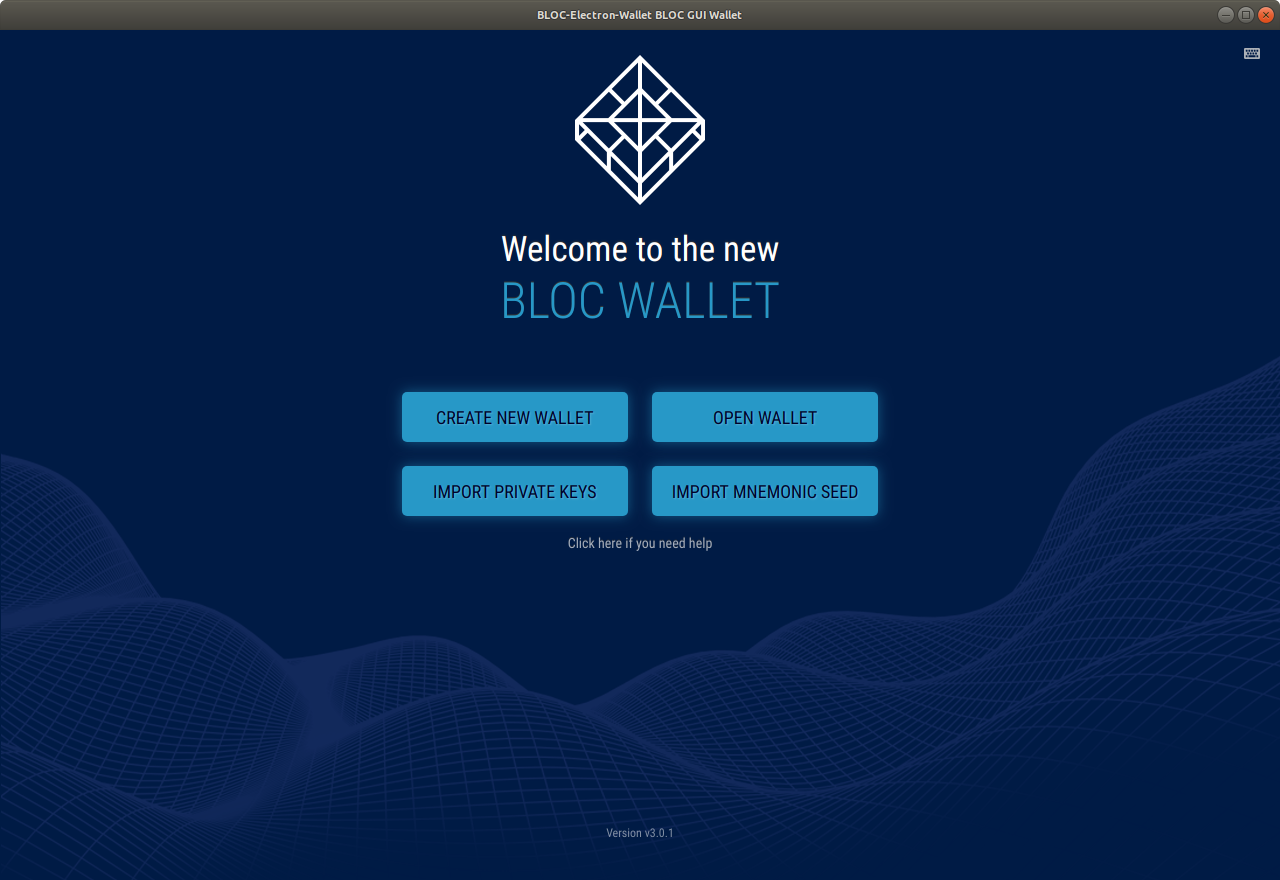 BLOC-Electron-Wallet BLOC GUI Wallet
Welcome to the new
BLOC WALLET
CREATE NEW WALLET
OPEN WALLET
IMPORT PRIVATE KEYS
IMPORT MNEMONIC SEED
Click here if you need help
Version v3.0.1